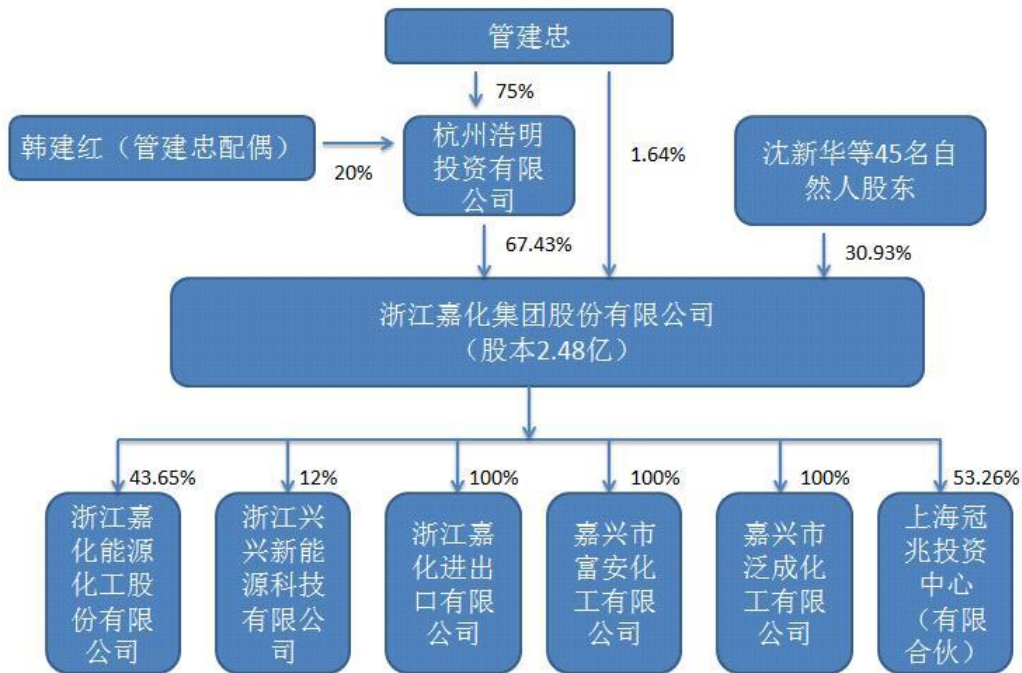 管建忠
75%
韩建红（管建忠配偶）
20%
杭州浩明
投资有限
公司
1.64%
沈新华等45名自
然人股东
67.43%
30.93%
浙江嘉化集团股份有限公司
（股本2.48亿）
43.65%
12%
100%
100%
100%
53.26%
浙江嘉
化能源
化工股
份有限
公司
浙江兴
兴新能
源科技
有限公
司
浙江嘉
化进出
口有限
公司
嘉兴市
富安化
工有限
公司
嘉兴市
泛成化
工有限
公司
上海冠
兆投资
中心
（有限
合伙）